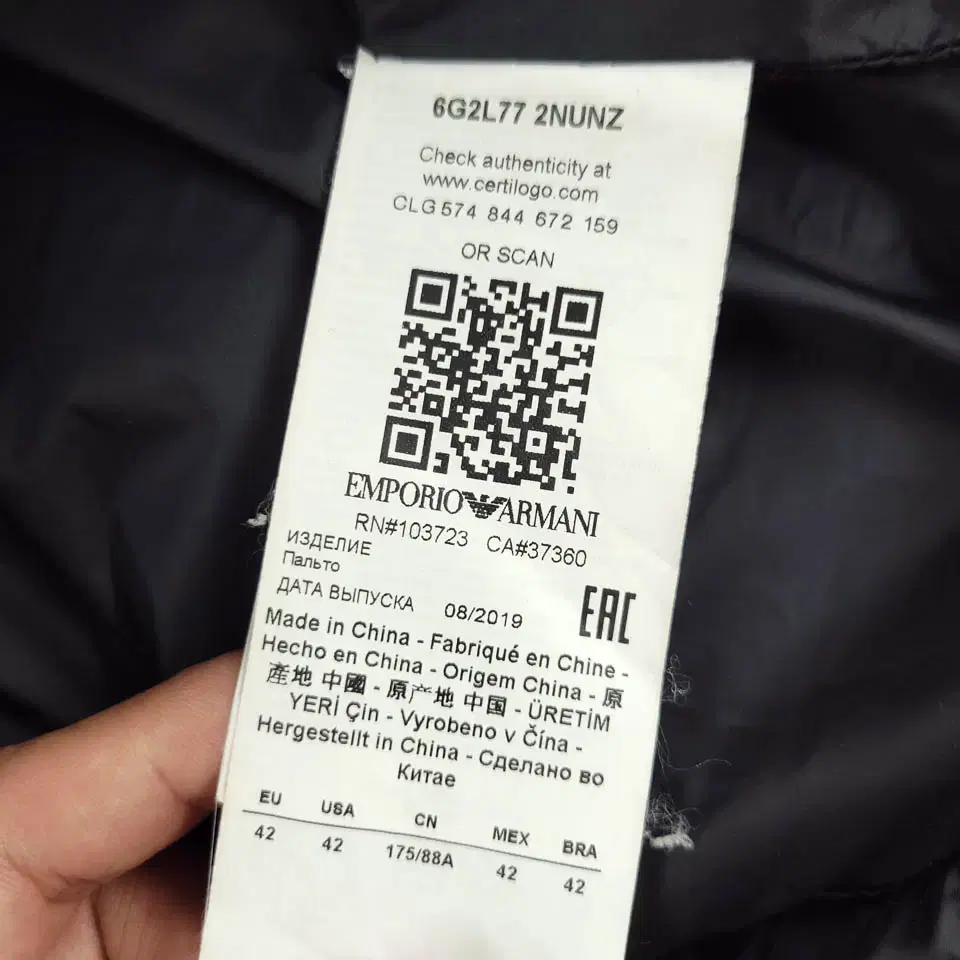 6G2L77 2NUNZ
Check authenticity at
www.certilogo.com
CLG 574 844 672 159
OR SCAN
EMPORIO ARMANI
RN#103723 CA#37360
ИЗДЕЛИЕ
Пальто
ДАТА ВЫПУСКА 08/2019
EAC
Made in China - Fabriqué en Chine -
Hecho en China - Origem China - 原
產地 中國 - 原产地 中国 - ÜRETİM
YERİ Çin - Vyrobeno v Čína -
Hergestellt in China - Сделано во
Китае
EU USA CN MEX BRA
42 42 175/88A 42 42